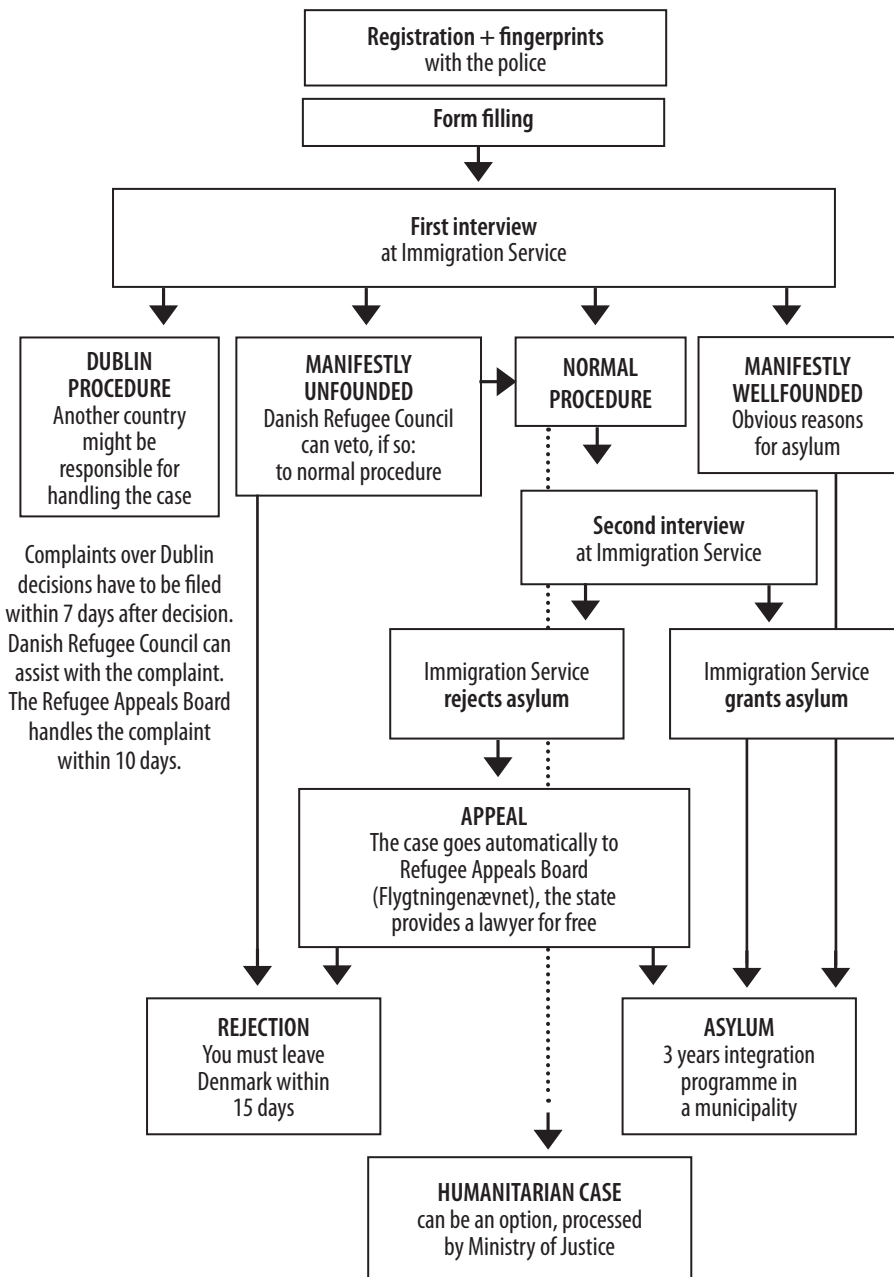 Registration + fingerprints
with the police
Form filling
First interview
at Immigration Service
DUBLIN
PROCEDURE
Another country
might be
responsible for
handling the case
MANIFESTLY
UNFOUNDED
Danish Refugee Council
can veto, if so:
to normal procedure
NORMAL
PROCEDURE
MANIFESTLY
WELLFOUNDED
Obvious reasons
for asylum
Second interview
at Immigration Service
Complaints over Dublin
decisions have to be filed
within 7 days after decision.
Danish Refugee Council can
assist with the complaint.
The Refugee Appeals Board
handles the complaint
within 10 days.
Immigration Service
rejects asylum
Immigration Service
grants asylum
APPEAL
The case goes automatically to
Refugee Appeals Board
(Flygtningenævnet), the state
provides a lawyer for free
REJECTION
You must leave
Denmark within
15 days
ASYLUM
3 years integration
programme in
a municipality
HUMANITARIAN CASE
can be an option, processed
by Ministry of Justice